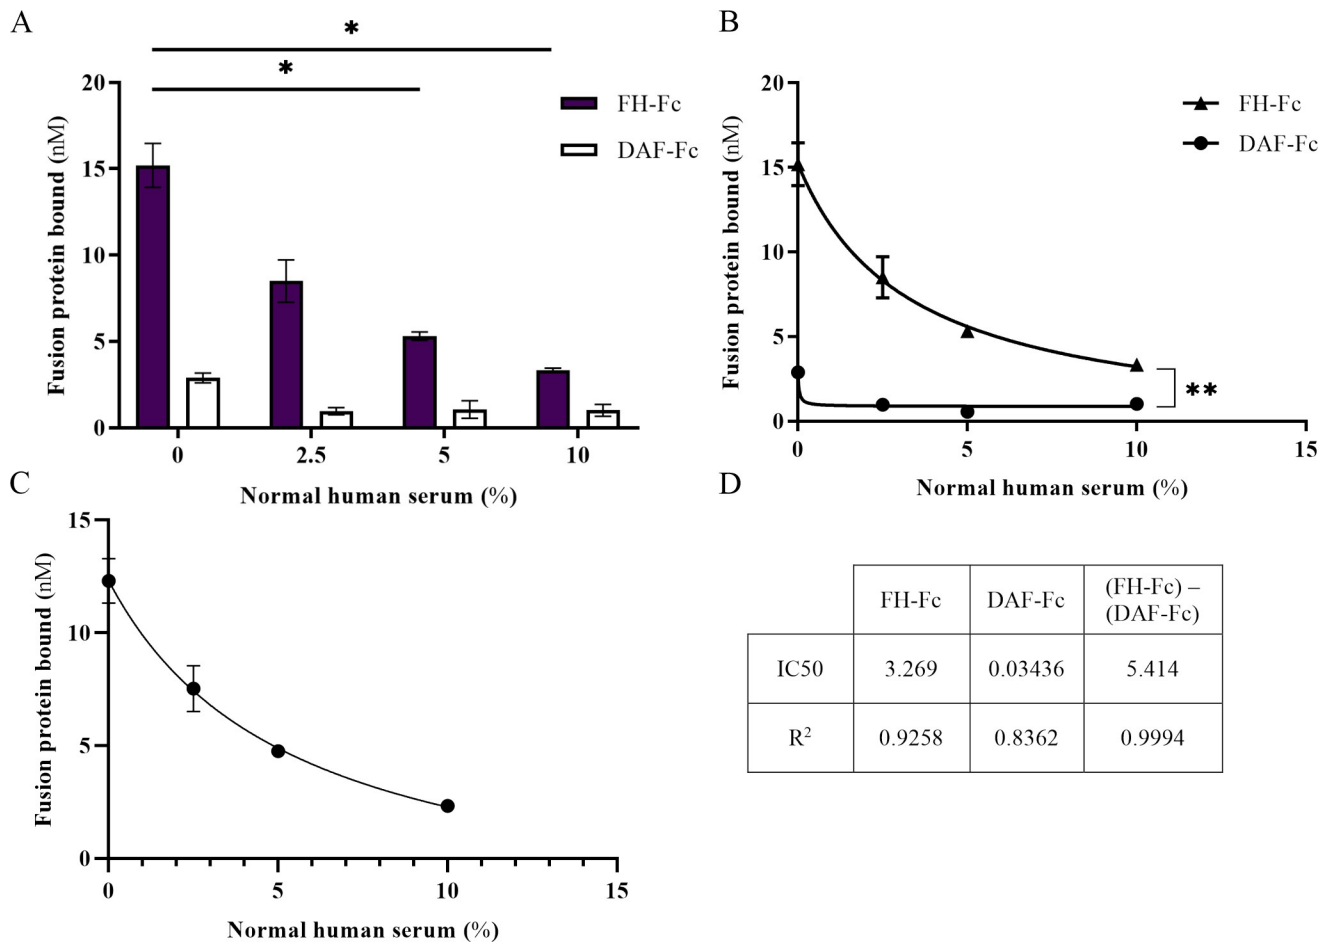 A
*
*
20
15
10
5
0
Fusion protein bound (nM)
FH-Fc
DAF-Fc
0 2.5 5 10
Normal human serum (%)
B
20
15
10
5
0
Fusion protein bound (nM)
FH-Fc
DAF-Fc
**
0 5 10 15
Normal human serum (%)
C
15
10
5
0
Fusion protein bound (nM)
0 5 10 15
Normal human serum (%)
D
FH-Fc DAF-Fc (FH-Fc) –
(DAF-Fc)
IC50 3.269 0.03436 5.414
R² 0.9258 0.8362 0.9994